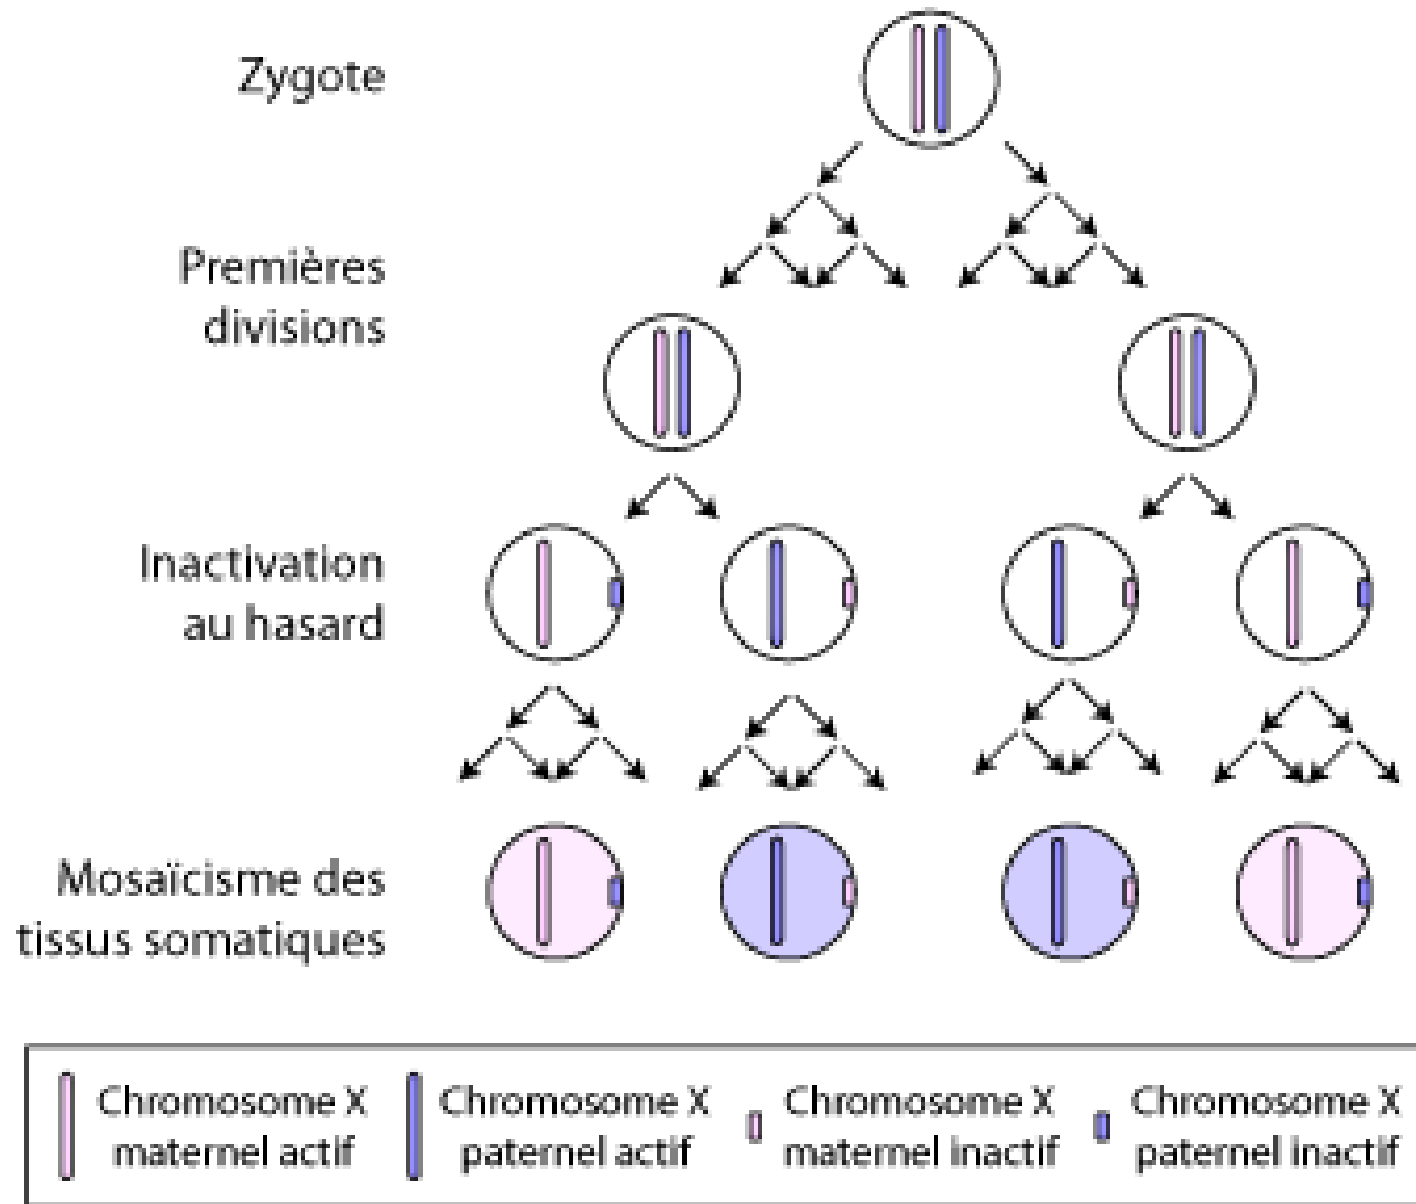 Zygote
Premières
divisions
Inactivation
au hasard
Mosaïcisme des
tissus somatiques
Chromosome X
maternel actif
Chromosome X
paternel actif
Chromosome X
maternel inactif
Chromosome X
paternel inactif